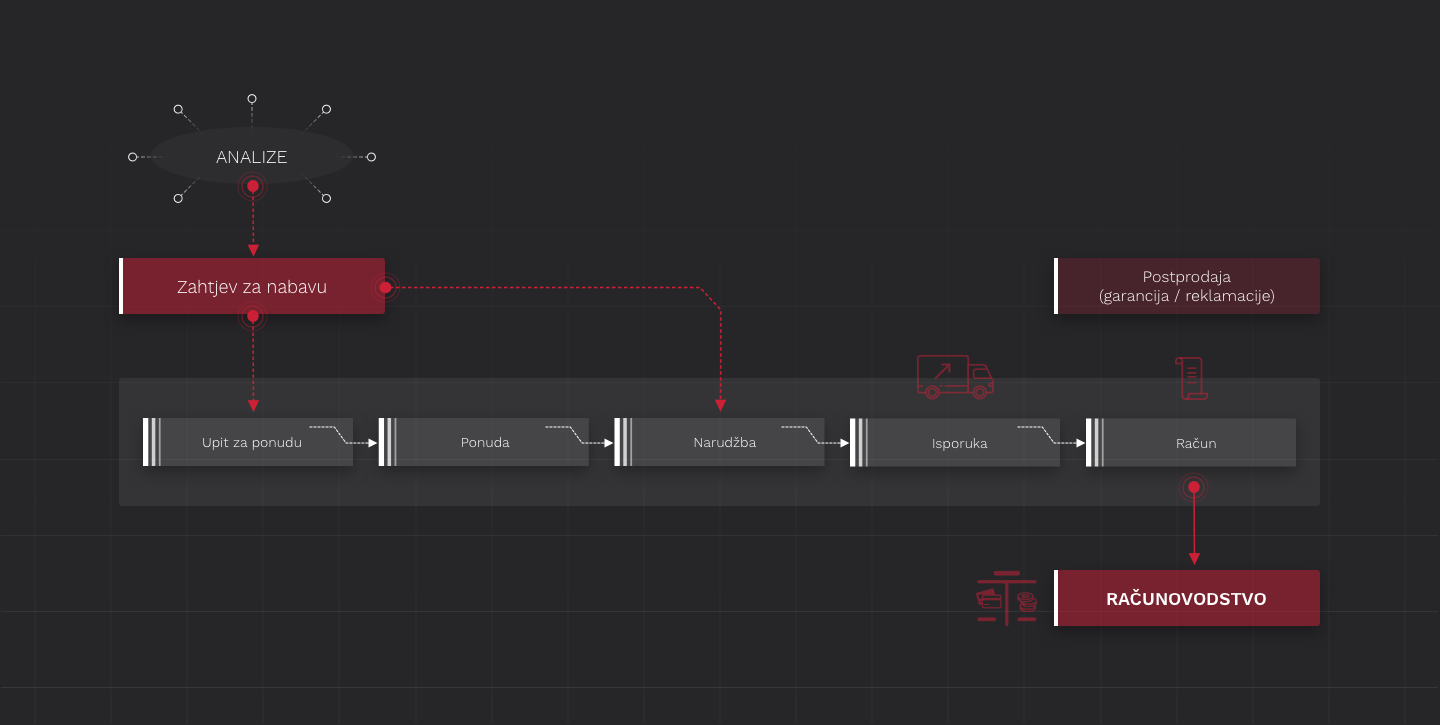 ANALIZE
Zahtjev za nabavu
Postprodaja
(garancija / reklamacije)
Upit za ponudu
Ponuda
Narudžba
Isporuka
Račun
RAČUNOVODSTVO